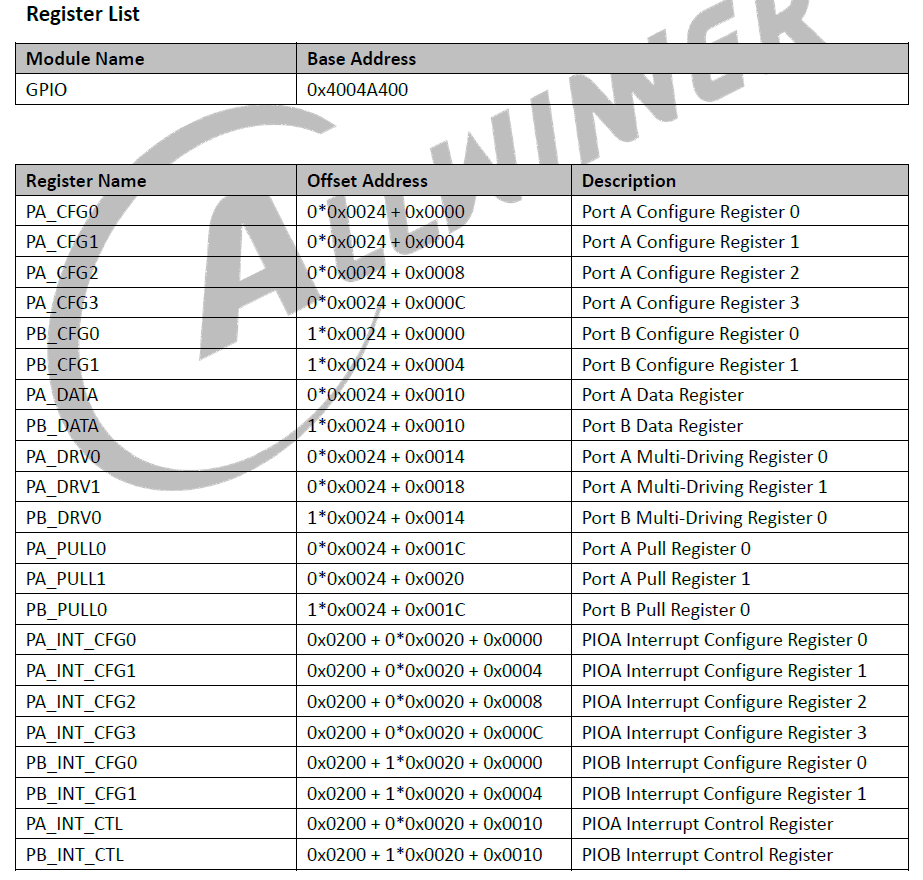 Register List
Module Name Base Address
GPIO 0x4004A400
ALLWINNER
Register Name Offset Address Description
PA_CFG0 0*0x0024 + 0x0000 Port A Configure Register 0
PA_CFG1 0*0x0024 + 0x0004 Port A Configure Register 1
PA_CFG2 0*0x0024 + 0x0008 Port A Configure Register 2
PA_CFG3 0*0x0024 + 0x000C Port A Configure Register 3
PB_CFG0 1*0x0024 + 0x0000 Port B Configure Register 0
PB_CFG1 1*0x0024 + 0x0004 Port B Configure Register 1
PA_DATA 0*0x0024 + 0x0010 Port A Data Register
PB_DATA 1*0x0024 + 0x0010 Port B Data Register
PA_DRV0 0*0x0024 + 0x0014 Port A Multi-Driving Register 0
PA_DRV1 0*0x0024 + 0x0018 Port A Multi-Driving Register 1
PB_DRV0 1*0x0024 + 0x0014 Port B Multi-Driving Register 0
PA_PULL0 0*0x0024 + 0x001C Port A Pull Register 0
PA_PULL1 0*0x0024 + 0x0020 Port A Pull Register 1
PB_PULL0 1*0x0024 + 0x001C Port B Pull Register 0
PA_INT_CFG0 0x0200 + 0*0x0020 + 0x0000 PIOA Interrupt Configure Register 0
PA_INT_CFG1 0x0200 + 0*0x0020 + 0x0004 PIOA Interrupt Configure Register 1
PA_INT_CFG2 0x0200 + 0*0x0020 + 0x0008 PIOA Interrupt Configure Register 2
PA_INT_CFG3 0x0200 + 0*0x0020 + 0x000C PIOA Interrupt Configure Register 3
PB_INT_CFG0 0x0200 + 1*0x0020 + 0x0000 PIOB Interrupt Configure Register 0
PB_INT_CFG1 0x0200 + 1*0x0020 + 0x0004 PIOB Interrupt Configure Register 1
PA_INT_CTL 0x0200 + 0*0x0020 + 0x0010 PIOA Interrupt Control Register
PB_INT_CTL 0x0200 + 1*0x0020 + 0x0010 PIOB Interrupt Control Register